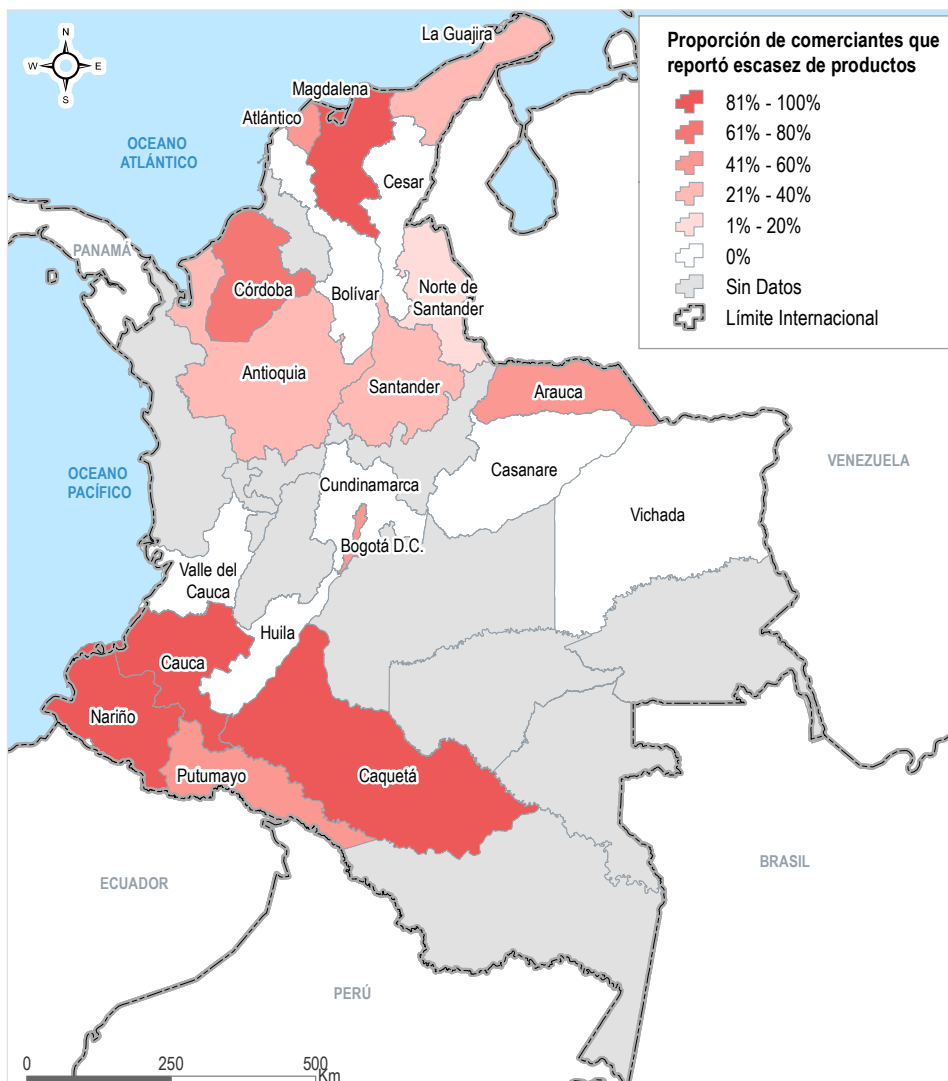 N
W E
S
La Guajira
Magdalena
Atlántico
OCEANO
ATLÁNTICO
Cesar
PANAMÁ
Córdoba
Bolívar
Norte de
Santander
Antioquia
Santander
Arauca
OCEANO
PACÍFICO
Casanare
VENEZUELA
Cundinamarca
Vichada
Bogotá D.C.
Valle del
Cauca
Huila
Cauca
Nariño
Putumayo
Caquetá
ECUADOR
BRASIL
PERÚ
0 250 500
Km
Proporción de comerciantes que
reportó escasez de productos
81% - 100%
61% - 80%
41% - 60%
21% - 40%
1% - 20%
0%
Sin Datos
Límite Internacional